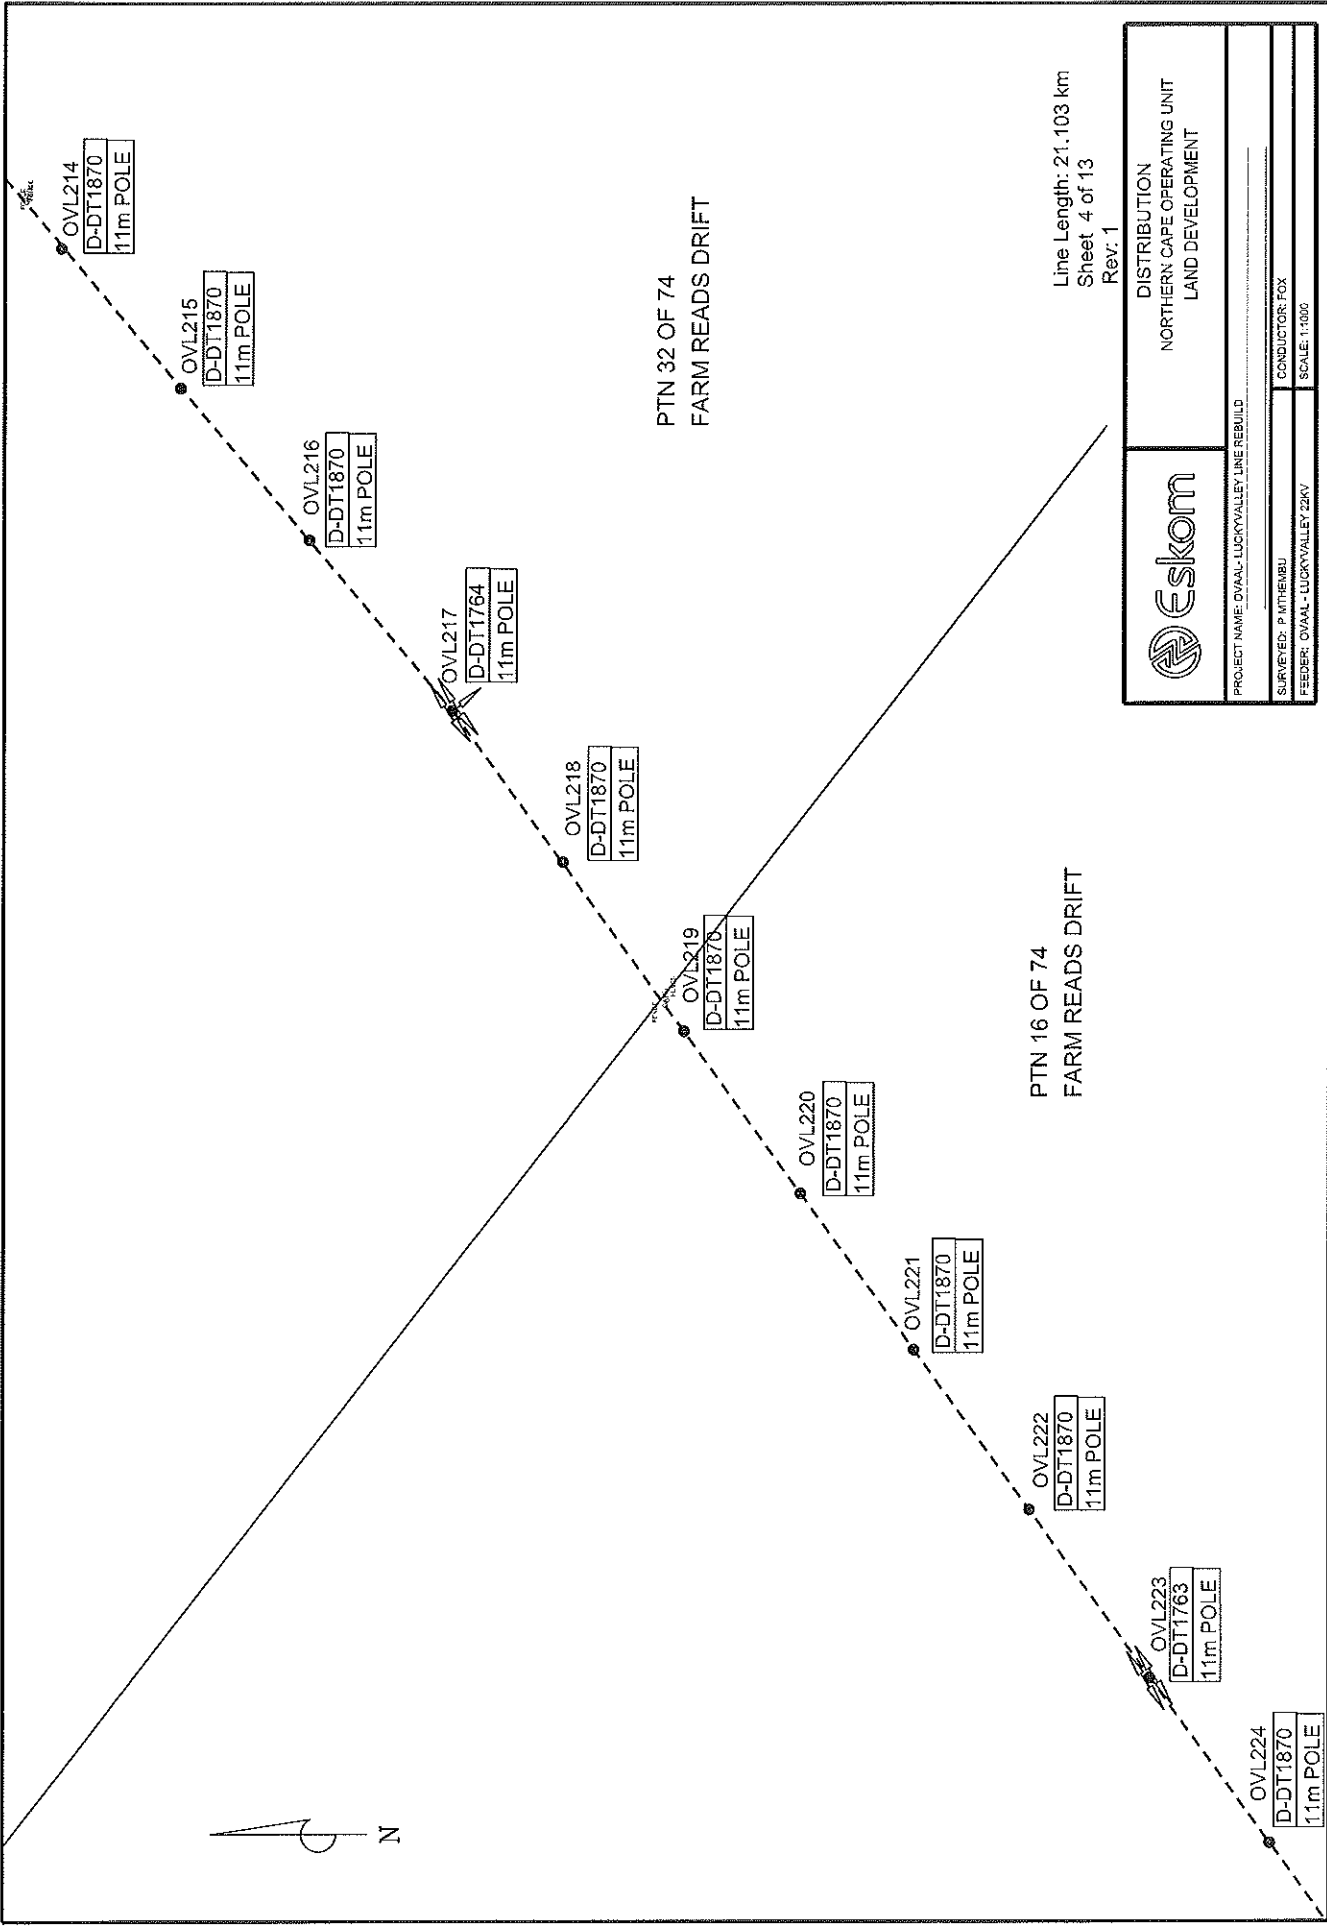 OVL214
D-DT1870
11m POLE
OVL215
D-DT1870
11m POLE
OVL216
D-DT1870
11m POLE
OVL217
D-DT1764
11m POLE
OVL218
D-DT1870
11m POLE
OVL219
D-DT1870
11m POLE
OVL220
D-DT1870
11m POLE
OVL221
D-DT1870
11m POLE
OVL222
D-DT1870
11m POLE
OVL223
D-DT1763
11m POLE
OVL224
D-DT1870
11m POLE
PTN 32 OF 74
FARM READS DRIFT
PTN 16 OF 74
FARM READS DRIFT
N
Line Length: 21.103 km
Sheet 4 of 13
Rev: 1
Eskom
DISTRIBUTION
NORTHERN CAPE OPERATING UNIT
LAND DEVELOPMENT
PROJECT NAME: OVAAL- LUCKYVALLEY LINE REBUILD
SURVEYED: P MTHEMBU
CONDUCTOR: FOX
FEEDER: OVAAL - LUCKYVALLEY 22KV
SCALE: 1:1000